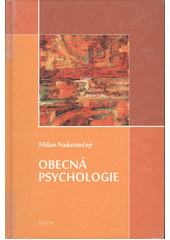 Milan Nakonečný
OBECNÁ
PSYCHOLOGIE
TRITON